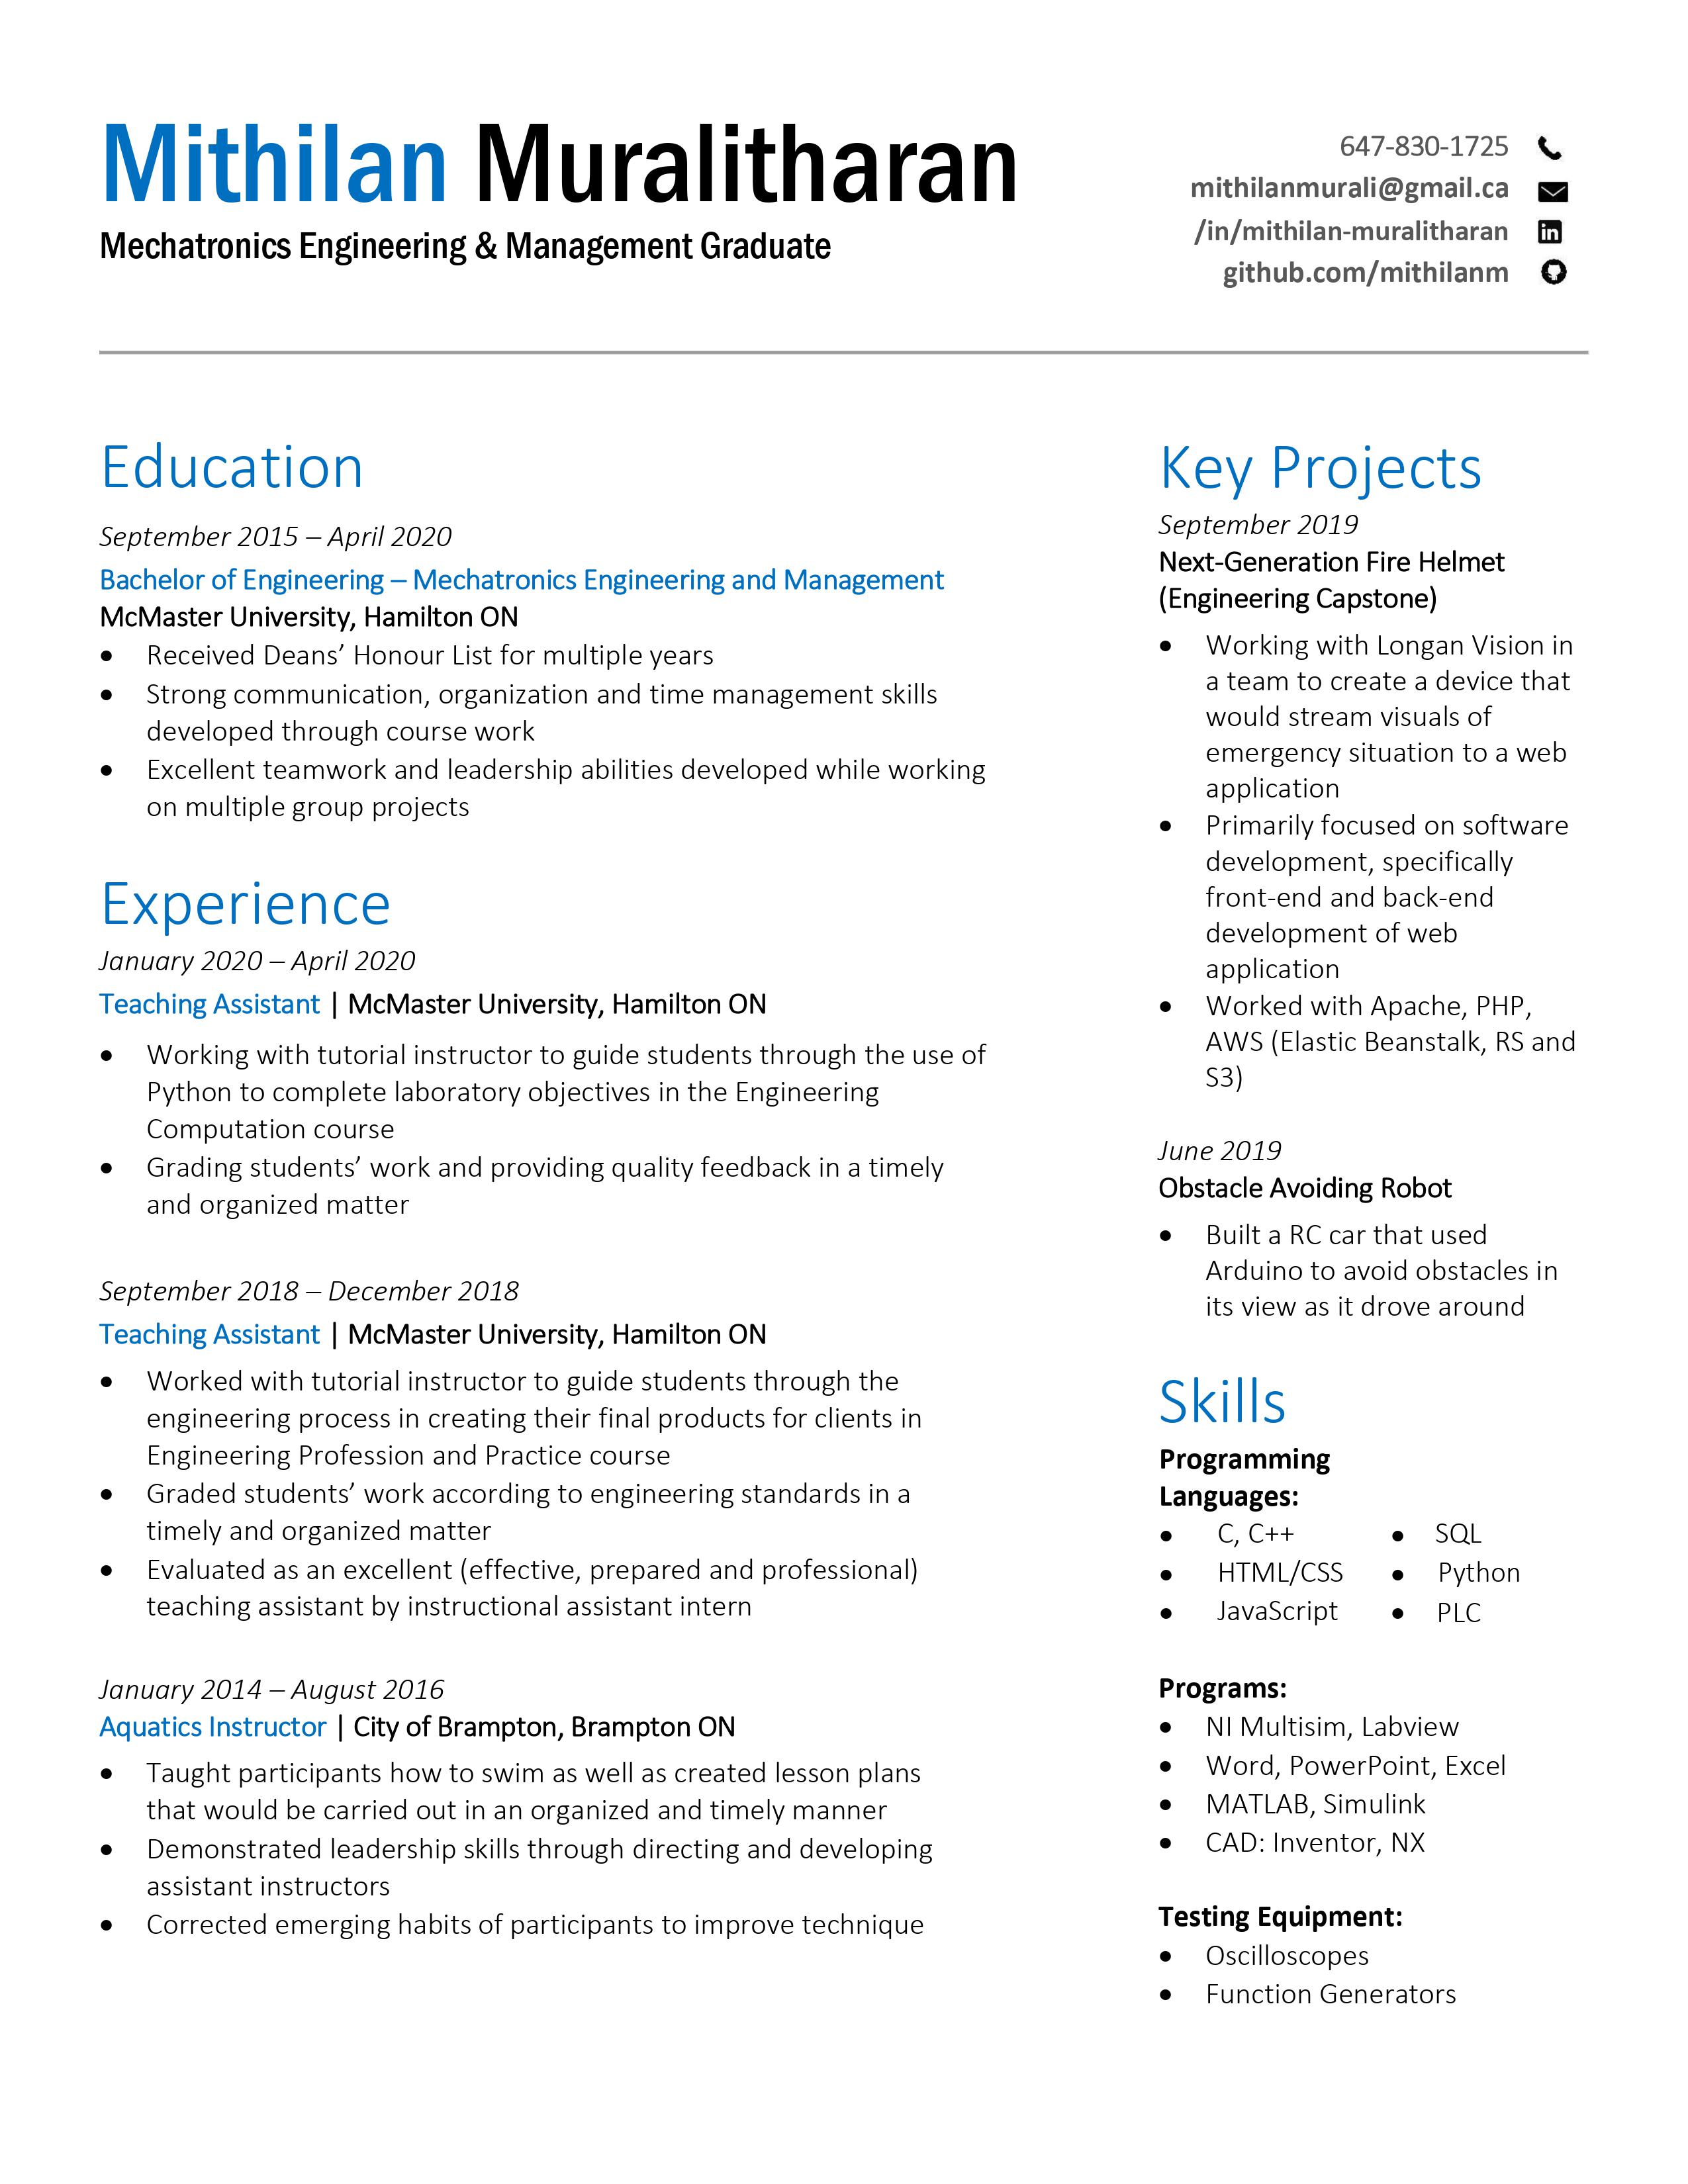 Mithilan Muralitharan
Mechatronics Engineering & Management Graduate
647-830-1725
mithilanmurali@gmail.ca
/in/mithilan-muralitharan
in
github.com/mithilanm
Education
September 2015 – April 2020
Bachelor of Engineering – Mechatronics Engineering and Management
McMaster University, Hamilton ON
• Received Deans’ Honour List for multiple years
• Strong communication, organization and time management skills
developed through course work
• Excellent teamwork and leadership abilities developed while working
on multiple group projects
Experience
January 2020 – April 2020
Teaching Assistant | McMaster University, Hamilton ON
• Working with tutorial instructor to guide students through the use of
Python to complete laboratory objectives in the Engineering
Computation course
• Grading students’ work and providing quality feedback in a timely
and organized matter
September 2018 – December 2018
Teaching Assistant | McMaster University, Hamilton ON
• Worked with tutorial instructor to guide students through the
engineering process in creating their final products for clients in
Engineering Profession and Practice course
• Graded students’ work according to engineering standards in a
timely and organized matter
• Evaluated as an excellent (effective, prepared and professional)
teaching assistant by instructional assistant intern
January 2014 – August 2016
Aquatics Instructor | City of Brampton, Brampton ON
• Taught participants how to swim as well as created lesson plans
that would be carried out in an organized and timely manner
• Demonstrated leadership skills through directing and developing
assistant instructors
• Corrected emerging habits of participants to improve technique
Key Projects
September 2019
Next-Generation Fire Helmet
(Engineering Capstone)
• Working with Longan Vision in
a team to create a device that
would stream visuals of
emergency situation to a web
application
• Primarily focused on software
development, specifically
front-end and back-end
development of web
application
• Worked with Apache, PHP,
AWS (Elastic Beanstalk, RS and
S3)
June 2019
Obstacle Avoiding Robot
• Built a RC car that used
Arduino to avoid obstacles in
its view as it drove around
Skills
Programming
Languages:
• C, C++ • SQL
• HTML/CSS • Python
• JavaScript • PLC
Programs:
• NI Multisim, Labview
• Word, PowerPoint, Excel
• MATLAB, Simulink
• CAD: Inventor, NX
Testing Equipment:
• Oscilloscopes
• Function Generators